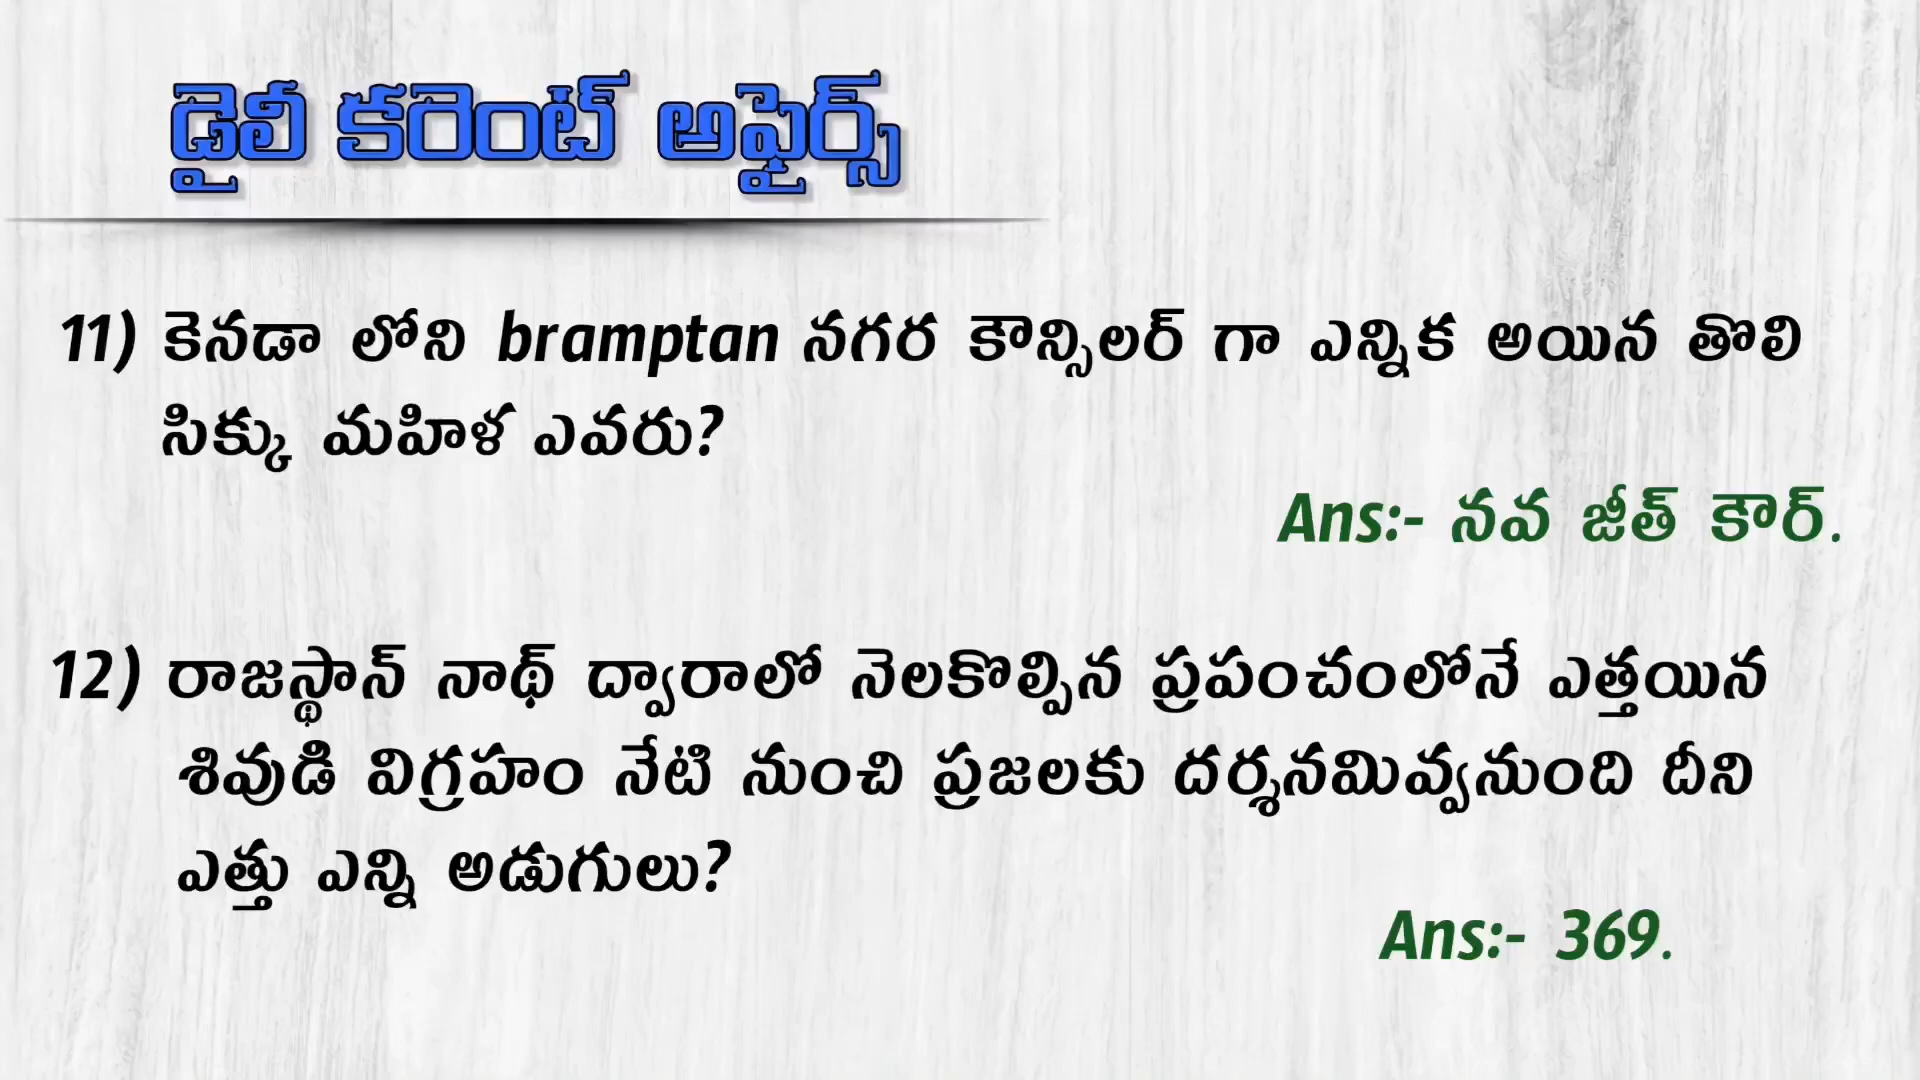 డైలీ కరెంట్ అఫైర్స్
11) కెనడా లోని bramptan నగర కౌన్సిలర్ గా ఎన్నిక అయిన తొలి
సిక్కు మహిళ ఎవరు?
Ans:- నవ జీత్ కౌర్.
12) రాజస్థాన్ నాథ్ ద్వారాలో నెలకొల్పిన ప్రపంచంలోనే ఎత్తయిన
శివుడి విగ్రహం నేటి నుంచి ప్రజలకు దర్శనమివ్వనుంది దీని
ఎత్తు ఎన్ని అడుగులు?
Ans:- 369.